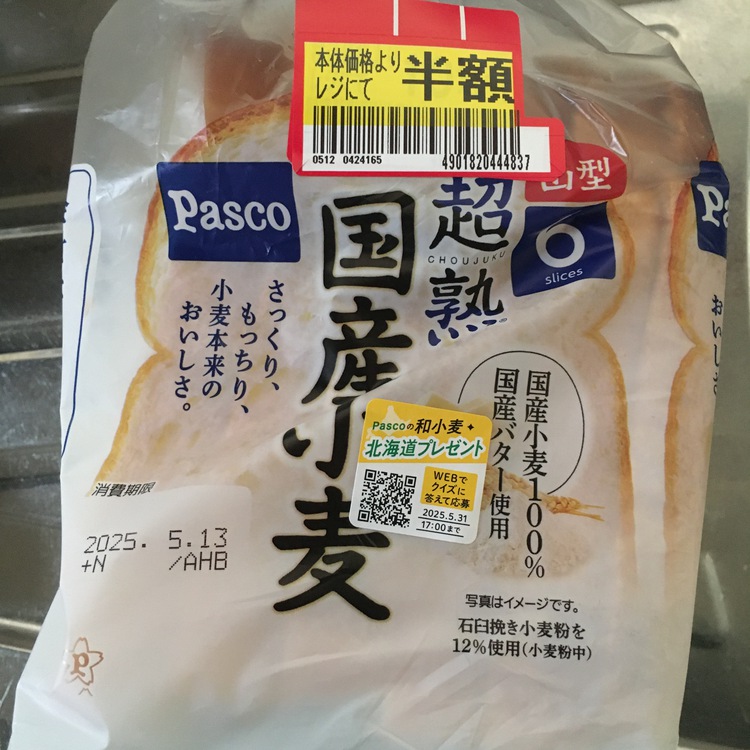 本体価格より
レジにて
半額
0512 0424165
4901820444837
Pasco
超熟
CHOUJUKU
国産小麦
山型
6
slices
さっくり、
もっちり、
小麦本来の
おいしさ。
国産小麦100%
国産バター使用
Pascoの和小麦
北海道プレゼント
WEBで
クイズに
答えて応募
2025.5.31
17:00まで
消費期限
2025. 5.13
+N /AHB
写真はイメージです。
石臼挽き小麦粉を
12%使用(小麦粉中)
Pa
おいし